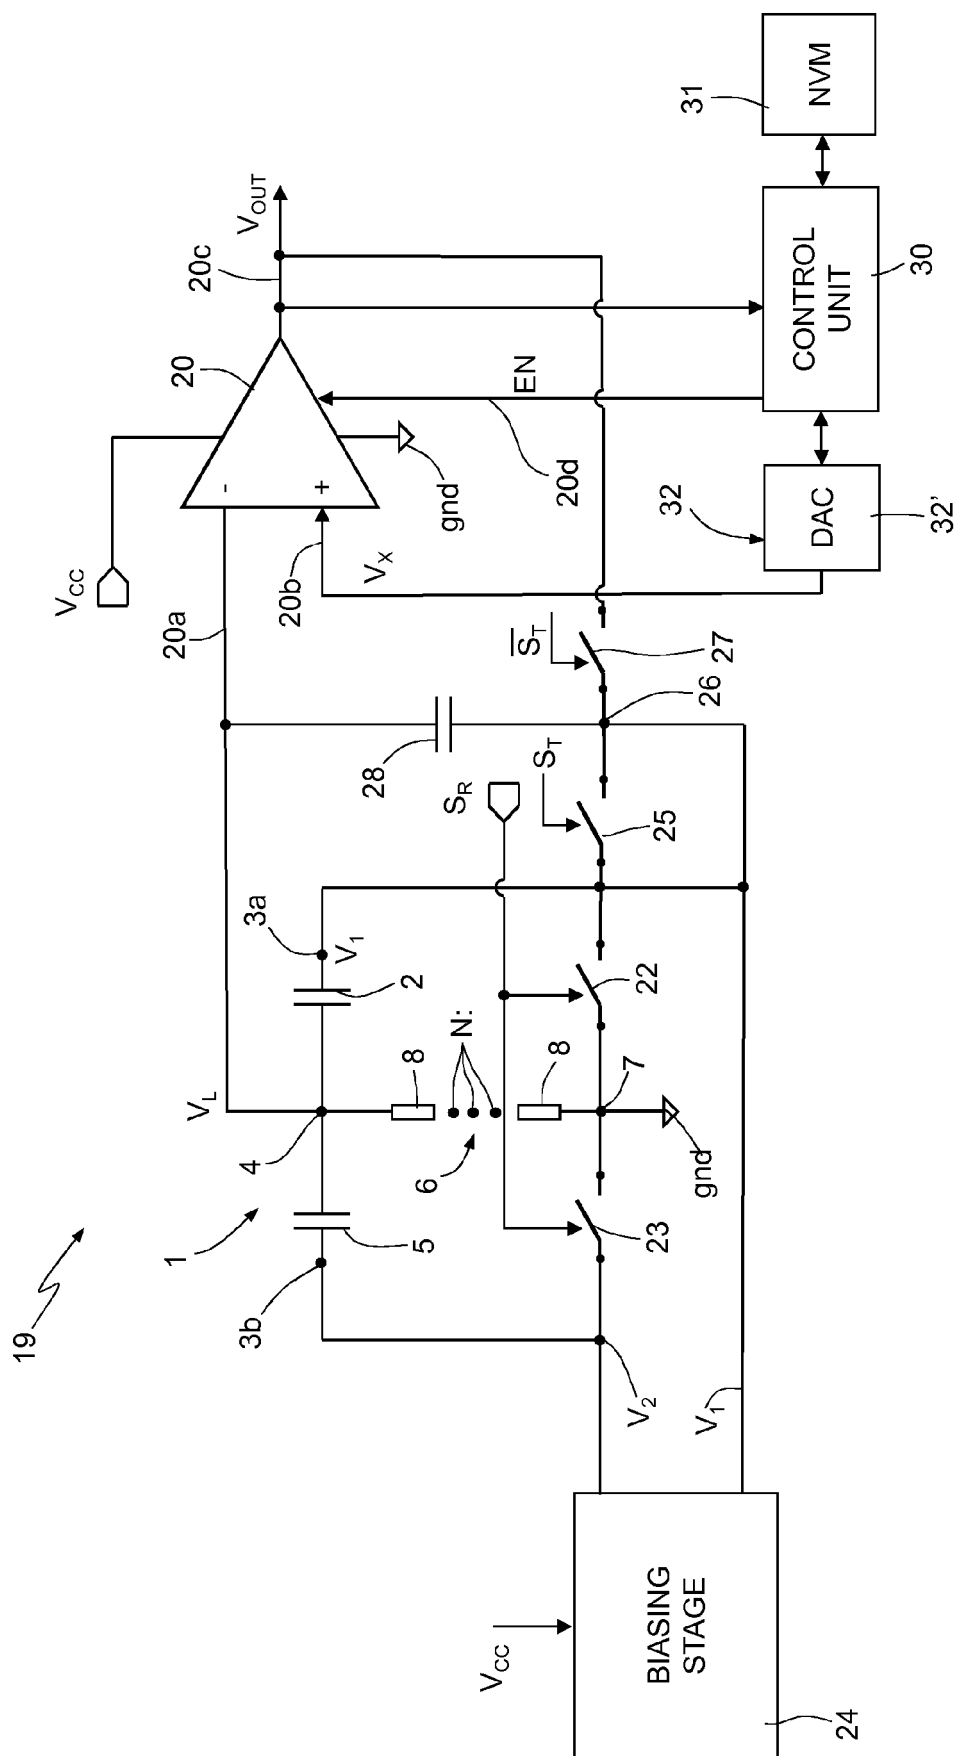 19
1
3b
4
V_L
5
6
8
N:
8
2
3a
V_1
7
gnd
23
22
S_R
28
S_T
25
26
S̅_T̅
27
20a
V_CC
20
-
+
20b
V_X
gnd
20c
V_OUT
EN
20d
32
DAC
32'
CONTROL
UNIT
30
31
NVM
V_2
V_1
V_CC
BIASING
STAGE
24